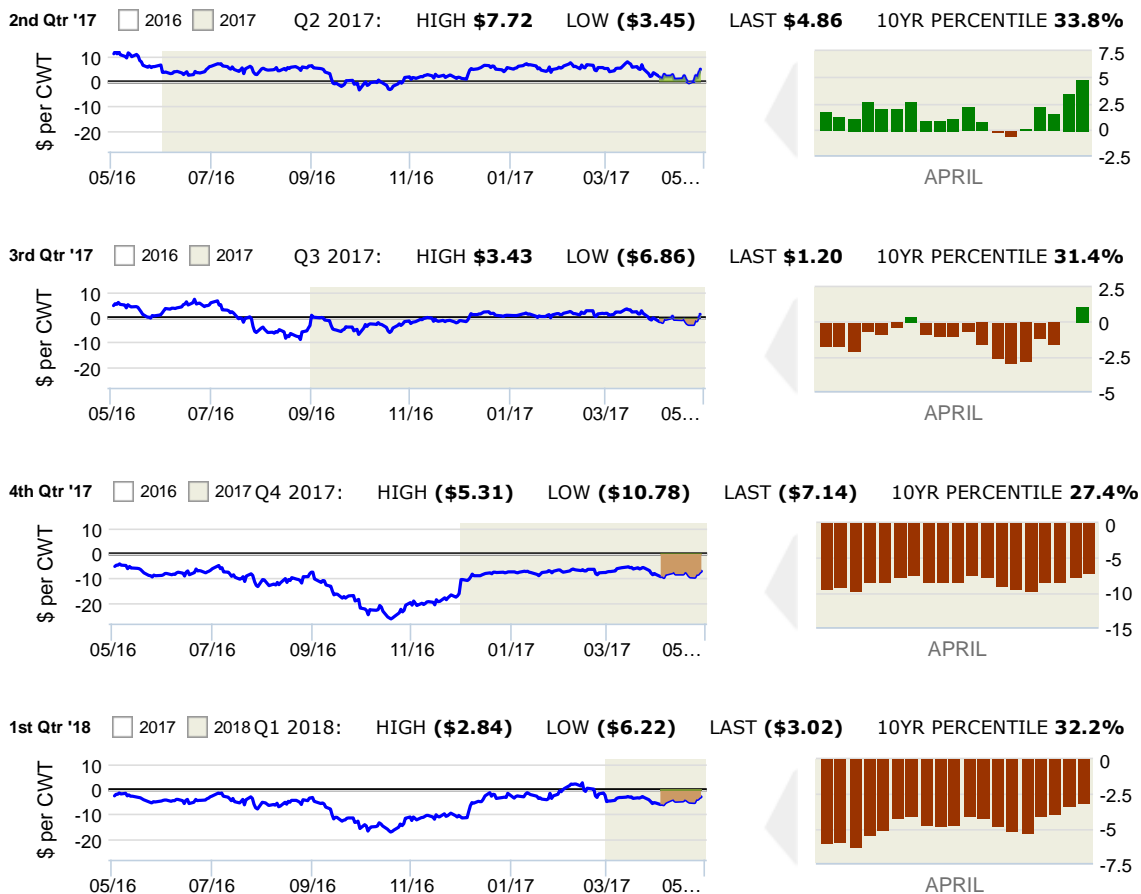 2nd Qtr '17 2016 2017 Q2 2017: HIGH $7.72 LOW ($3.45) LAST $4.86 10YR PERCENTILE 33.8%
$ per CWT
10
0
-10
-20
05/16 07/16 09/16 11/16 01/17 03/17 05...
7.5
5
2.5
0
-2.5
APRIL
3rd Qtr '17 2016 2017 Q3 2017: HIGH $3.43 LOW ($6.86) LAST $1.20 10YR PERCENTILE 31.4%
$ per CWT
10
0
-10
-20
05/16 07/16 09/16 11/16 01/17 03/17 05...
2.5
0
-2.5
-5
APRIL
4th Qtr '17 2016 2017 Q4 2017: HIGH ($5.31) LOW ($10.78) LAST ($7.14) 10YR PERCENTILE 27.4%
$ per CWT
10
0
-10
-20
05/16 07/16 09/16 11/16 01/17 03/17 05...
0
-5
-10
-15
APRIL
1st Qtr '18 2017 2018 Q1 2018: HIGH ($2.84) LOW ($6.22) LAST ($3.02) 10YR PERCENTILE 32.2%
$ per CWT
10
0
-10
-20
05/16 07/16 09/16 11/16 01/17 03/17 05...
0
-2.5
-5
-7.5
APRIL